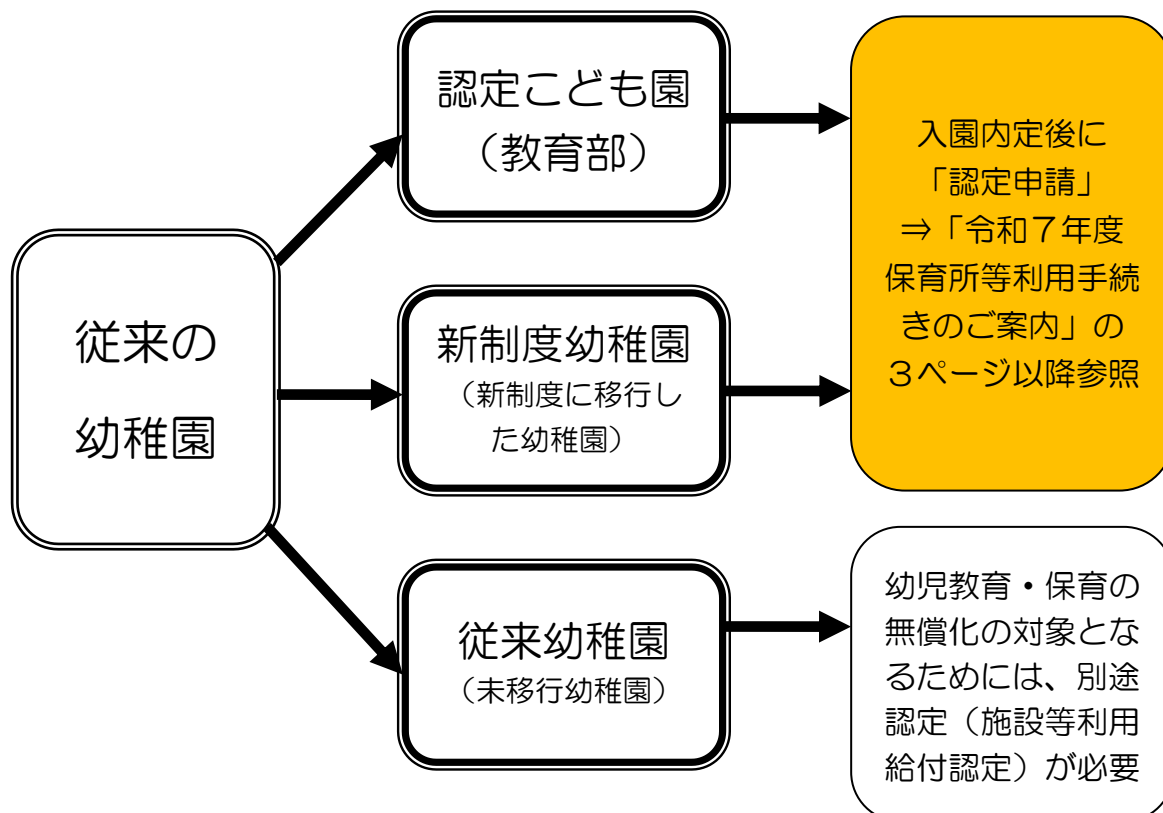 従来の
幼稚園
認定こども園
（教育部）
新制度幼稚園
（新制度に移行し
た幼稚園）
従来幼稚園
（未移行幼稚園）
入園内定後に
「認定申請」
⇒「令和７年度
保育所等利用手続
きのご案内」の
３ページ以降参照
幼児教育・保育の
無償化の対象とな
るためには、別途
認定（施設等利用
給付認定）が必要